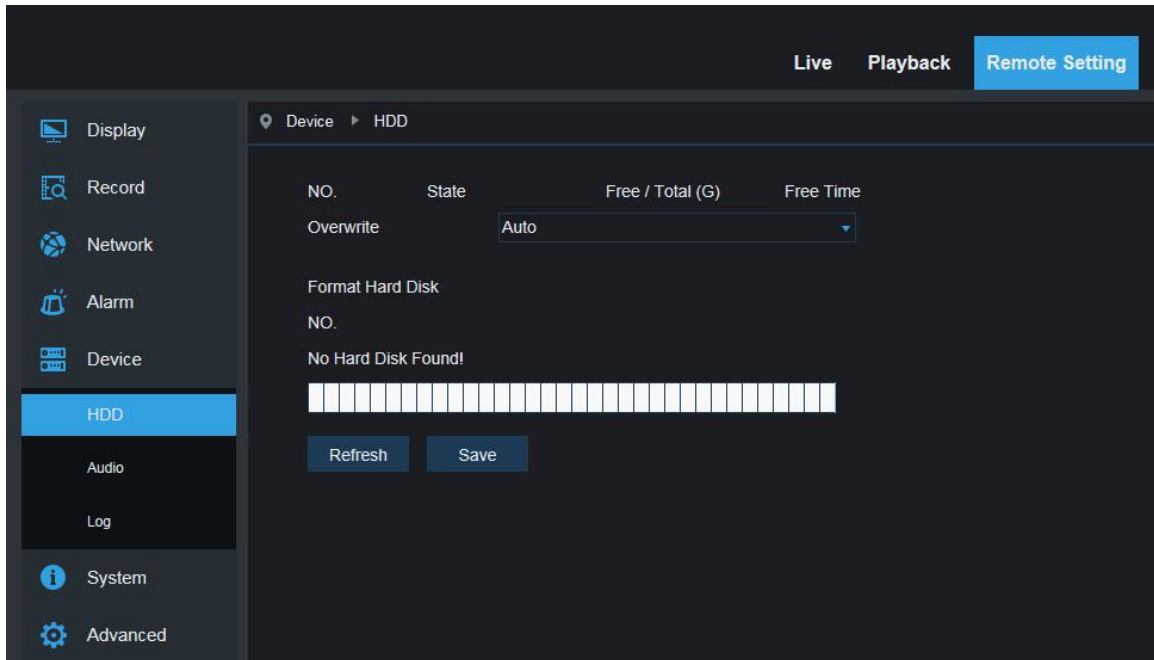 Live Playback Remote Setting
Display
Record
Network
Alarm
Device
HDD
Audio
Log
System
Advanced
Device HDD
NO. State Free / Total (G) Free Time
Overwrite Auto
Format Hard Disk
NO.
No Hard Disk Found!
Refresh Save